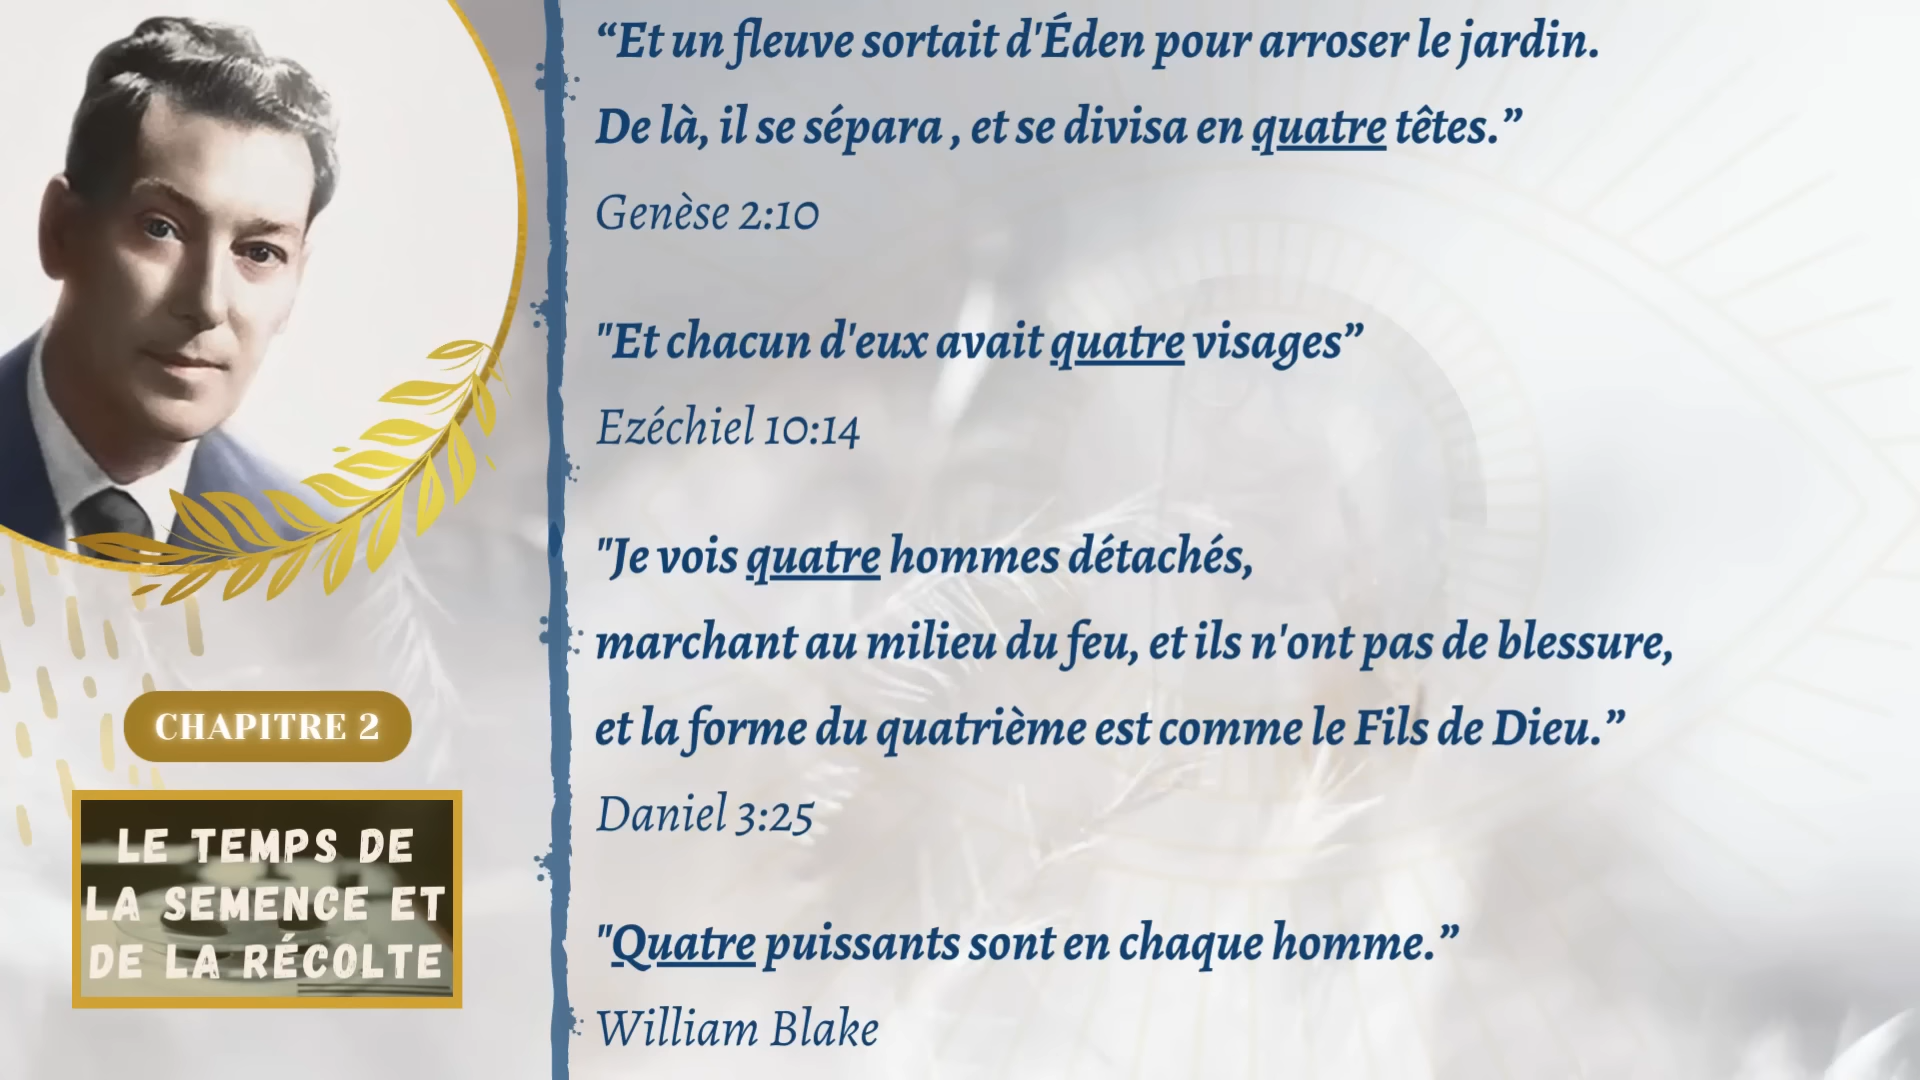 “Et un fleuve sortait d'Éden pour arroser le jardin.
De là, il se sépara , et se divisa en quatre têtes.”
Genèse 2:10
"Et chacun d'eux avait quatre visages”
Ezéchiel 10:14
"Je vois quatre hommes détachés,
marchant au milieu du feu, et ils n'ont pas de blessure,
et la forme du quatrième est comme le Fils de Dieu.”
Daniel 3:25
"Quatre puissants sont en chaque homme.”
William Blake
CHAPITRE 2
LE TEMPS DE
LA SEMENCE ET
DE LA RÉCOLTE